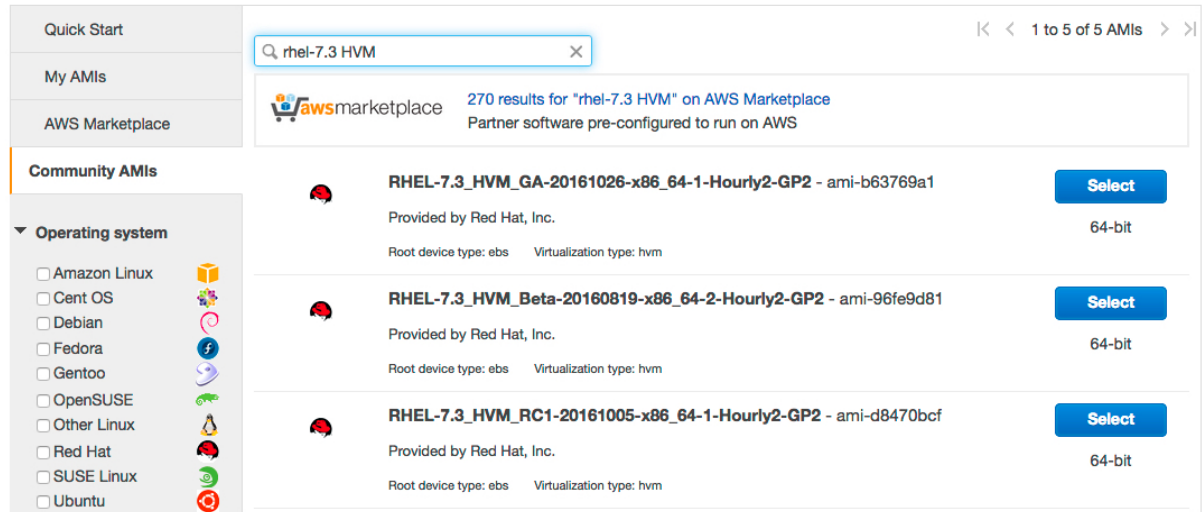 Quick Start
My AMIs
AWS Marketplace
Community AMIs
Operating system
Amazon Linux
Cent OS
Debian
Fedora
Gentoo
OpenSUSE
Other Linux
Red Hat
SUSE Linux
Ubuntu
rhel-7.3 HVM
1 to 5 of 5 AMIs
awsmarketplace
270 results for "rhel-7.3 HVM" on AWS Marketplace
Partner software pre-configured to run on AWS
RHEL-7.3_HVM_GA-20161026-x86_64-1-Hourly2-GP2 - ami-b63769a1
Select
Provided by Red Hat, Inc.
64-bit
Root device type: ebs Virtualization type: hvm
RHEL-7.3_HVM_Beta-20160819-x86_64-2-Hourly2-GP2 - ami-96fe9d81
Select
Provided by Red Hat, Inc.
64-bit
Root device type: ebs Virtualization type: hvm
RHEL-7.3_HVM_RC1-20161005-x86_64-1-Hourly2-GP2 - ami-d8470bcf
Select
Provided by Red Hat, Inc.
64-bit
Root device type: ebs Virtualization type: hvm